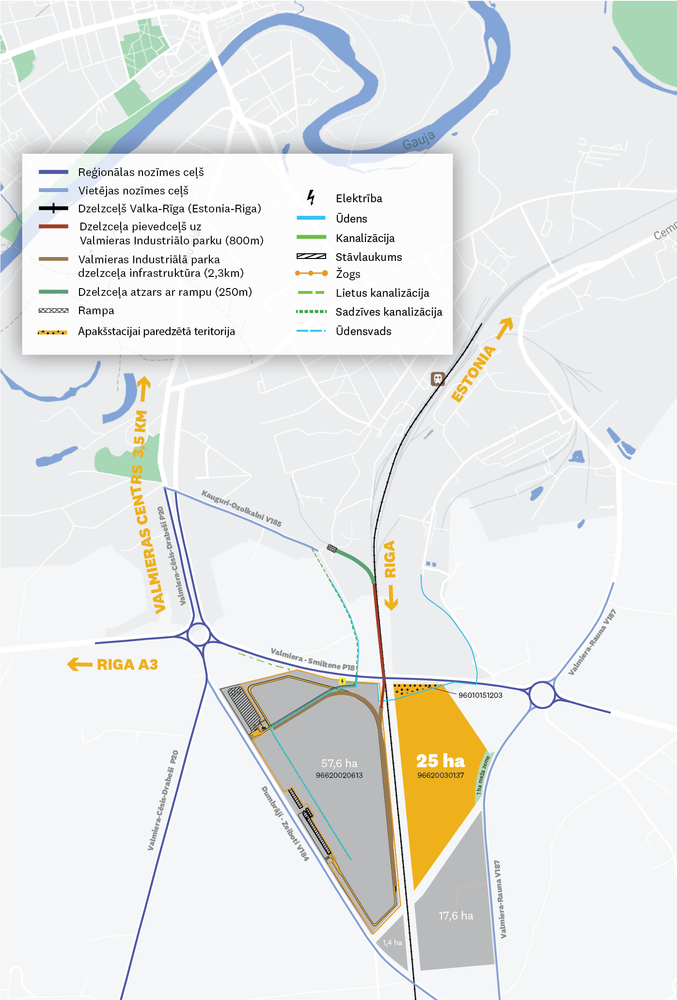 Gauja
Reģionālas nozīmes ceļš
Vietējas nozīmes ceļš
Dzelzceļš Valka-Rīga (Estonia-Riga)
Dzelzceļa pievedceļš uz
Valmieras Industriālo parku (800m)
Valmieras Industriālā parka
dzelzceļa infrastruktūra (2,3km)
Dzelzceļa atzars ar rampu (250m)
Rampa
Apakšstacijai paredzētā teritorija
Elektrība
Ūdens
Kanalizācija
Stāvlaukums
Žogs
Lietus kanalizācija
Sadzīves kanalizācija
Ūdensvads
ESTONIA
VALMIERAS CENTRS 3,5 KM
Kauguri-Ozolkalni V185
Valmiera-Cēsis-Drabeši P20
RIGA
Valmiera-Rauna V187
RIGA A3
Valmiera - Smiltene P18
96010151203
57,6 ha
96620020613
25 ha
96620030137
1 ha meža zeme
Valmiera-Cēsis-Drabeši P20
Dumbrāji - Zeiboti V184
Valmiera-Rauna V187
17,6 ha
1,4 ha